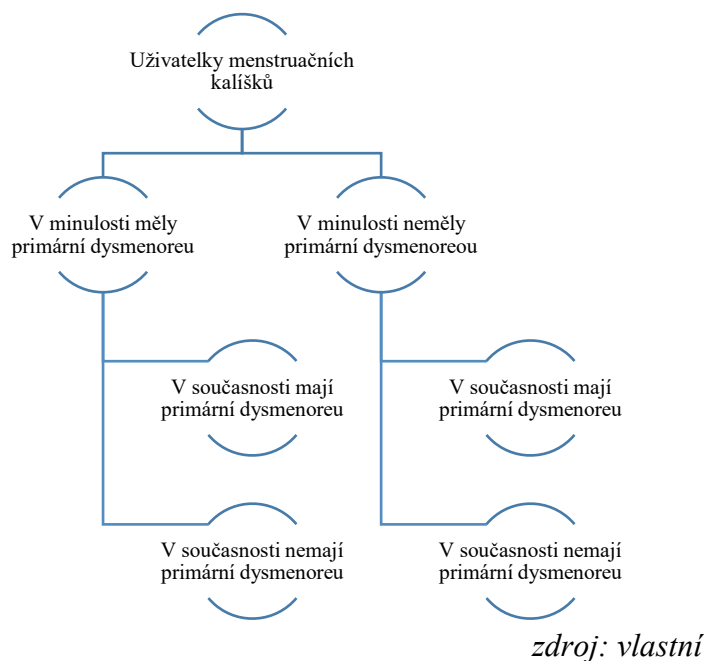 Uživatelky menstruačních
kalíšků
V minulosti měly
primární dysmenoreu
V minulosti neměly
primární dysmenoreou
V současnosti mají
primární dysmenoreu
V současnosti mají
primární dysmenoreu
V současnosti nemají
primární dysmenoreu
V současnosti nemají
primární dysmenoreu
zdroj: vlastní